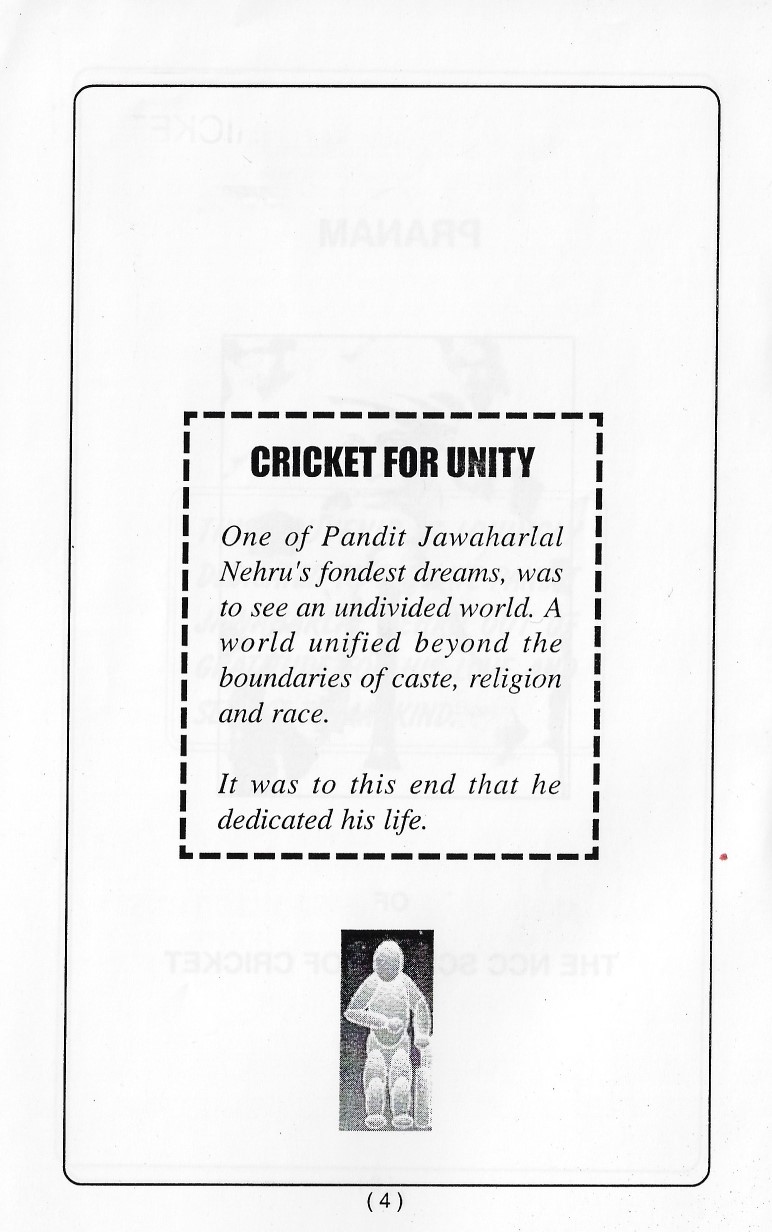 CRICKET FOR UNITY
One of Pandit Jawaharlal
Nehru's fondest dreams, was
to see an undivided world. A
world unified beyond the
boundaries of caste, religion
and race.
It was to this end that he
dedicated his life.
( 4 )